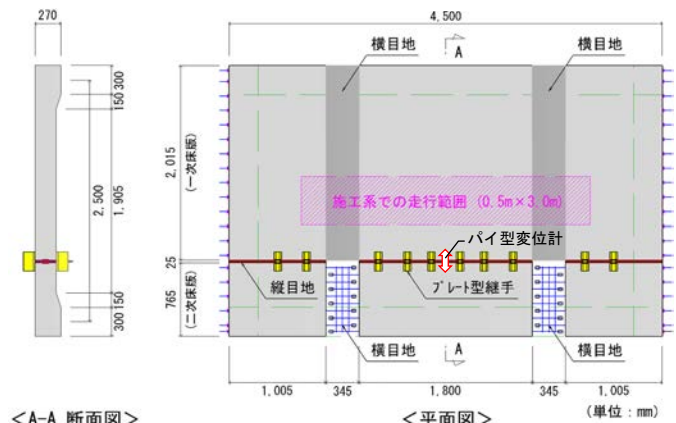 270
4,500
A
横目地
横目地
300
150
2,015
(一次床版)
2,500
1,905
施工系での走行範囲 (0.5m×3.0m)
パイ型変位計
25
縦目地
プレート型継手
765
(二次床版)
150
300
横目地
横目地
A
1,005
345
1,800
345
1,005
<A-A 断面図>
<平面図>
(単位：mm)